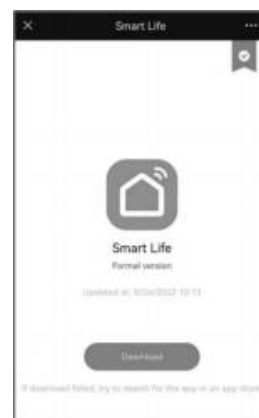 Smart Life
Smart Life
Formal version
Updated at: 9/24/2022 10:13
Download
If download failed, try to search for the app in an app store